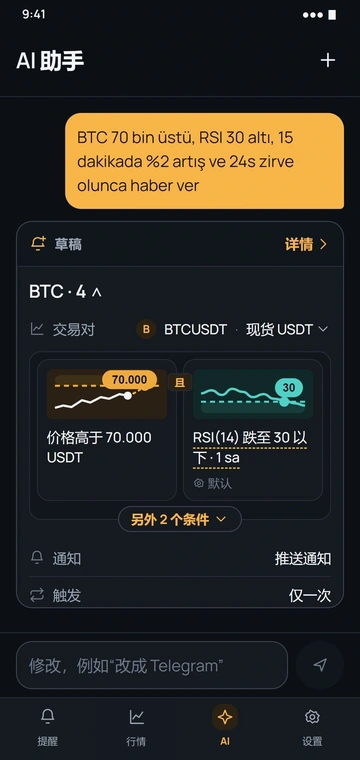 9:41
AI 助手
BTC 70 bin üstü, RSI 30 altı, 15
dakikada %2 artış ve 24s zirve
olunca haber ver
草稿
详情
BTC · 4
交易对
B BTCUSDT · 现货 USDT
70.000
且
30
价格高于 70.000
USDT
RSI(14) 跌至 30 以
下 · 1 sa
默认
另外 2 个条件
通知
推送通知
触发
仅一次
修改，例如“改成 Telegram”
提醒
行情
AI
设置